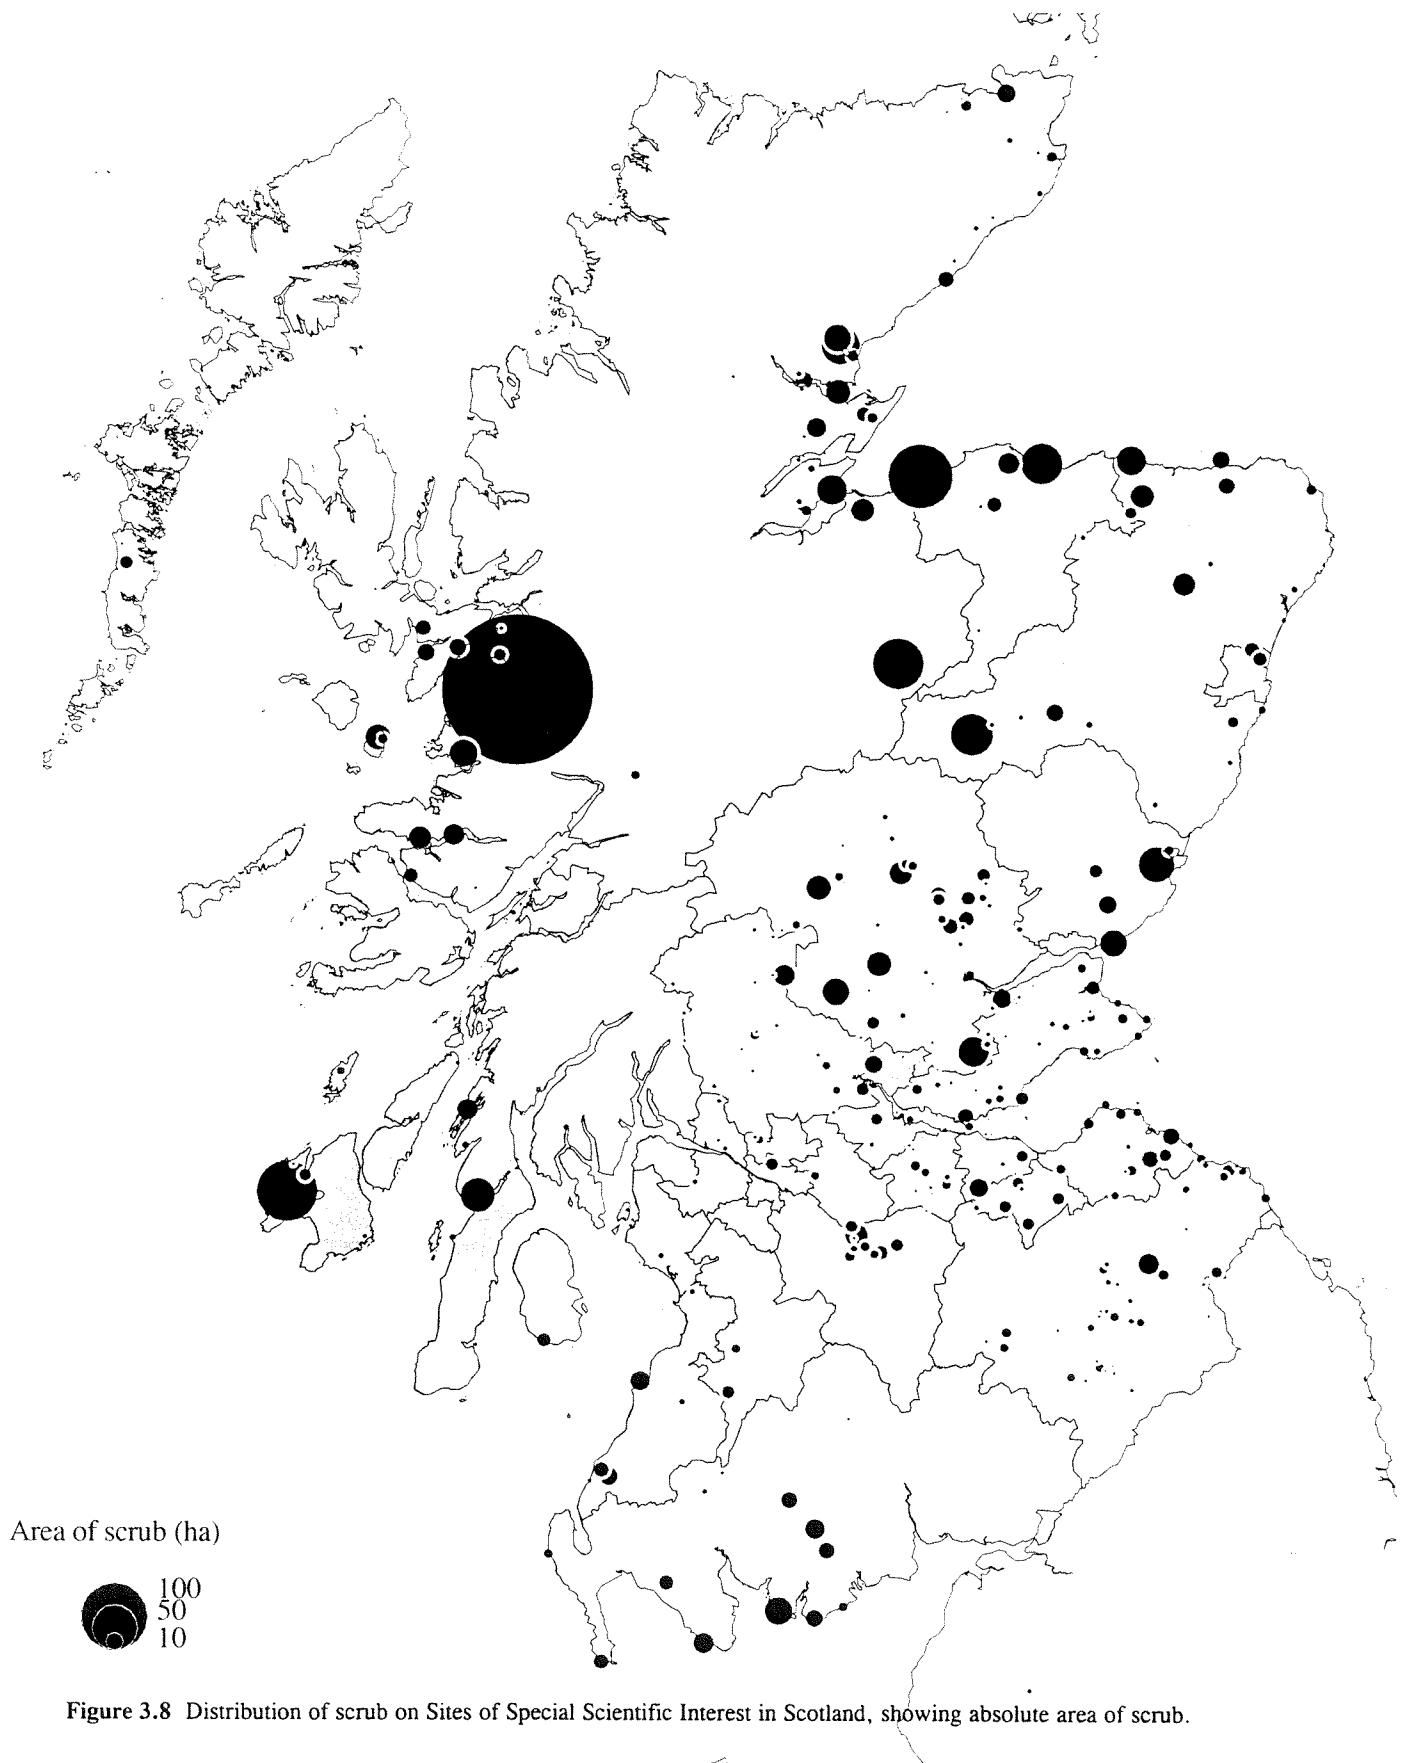 Area of scrub (ha)
100
50
10
Figure 3.8 Distribution of scrub on Sites of Special Scientific Interest in Scotland, showing absolute area of scrub.